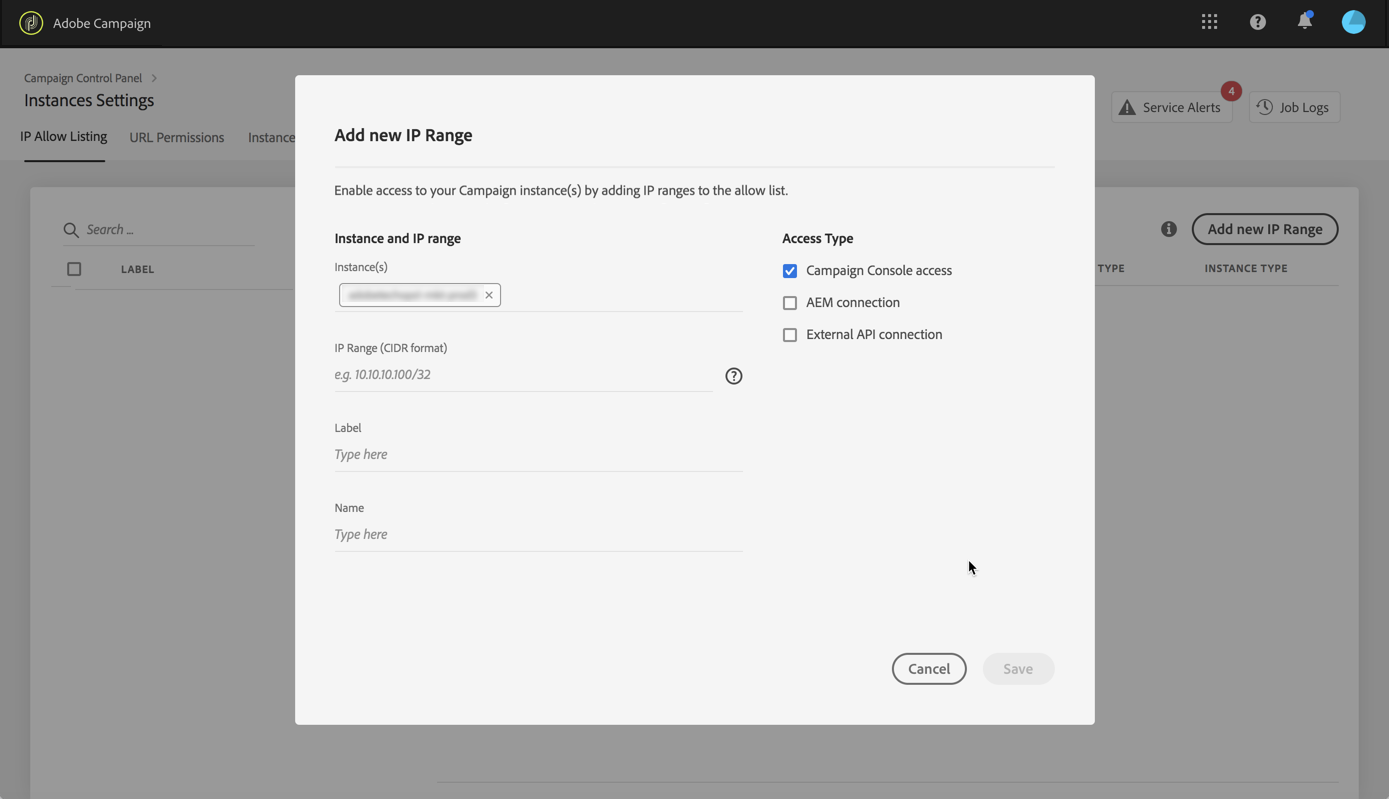 Adobe Campaign
Campaign Control Panel
Instances Settings
Service Alerts
4
Job Logs
IP Allow Listing
URL Permissions
Instance
Search ...
Add new IP Range
LABEL
TYPE
INSTANCE TYPE
Add new IP Range
Enable access to your Campaign instance(s) by adding IP ranges to the allow list.
Instance and IP range
Instance(s)
IP Range (CIDR format)
e.g. 10.10.10.100/32
Label
Type here
Name
Type here
Access Type
Campaign Console access
AEM connection
External API connection
Cancel
Save